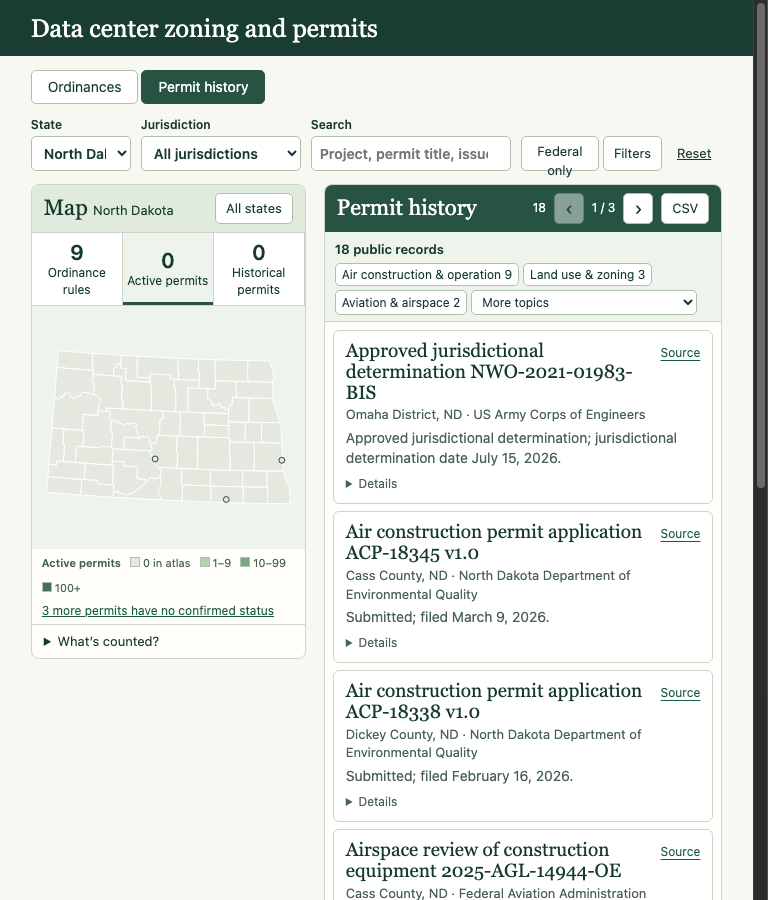 Data center zoning and permits
Ordinances
Permit history
State
Jurisdiction
Search
North Dal
All jurisdictions
Project, permit title, issue
Federal
only
Filters
Reset
Map North Dakota
All states
9
Ordinance
rules
0
Active permits
0
Historical
permits
Active permits 0 in atlas 1–9 10–99
100+
3 more permits have no confirmed status
What's counted?
Permit history
18
‹
1 / 3
›
CSV
18 public records
Air construction & operation 9
Land use & zoning 3
Aviation & airspace 2
More topics
Approved jurisdictional
determination NWO-2021-01983-
BIS
Source
Omaha District, ND · US Army Corps of Engineers
Approved jurisdictional determination; jurisdictional
determination date July 15, 2026.
Details
Air construction permit application
ACP-18345 v1.0
Source
Cass County, ND · North Dakota Department of
Environmental Quality
Submitted; filed March 9, 2026.
Details
Air construction permit application
ACP-18338 v1.0
Source
Dickey County, ND · North Dakota Department of
Environmental Quality
Submitted; filed February 16, 2026.
Details
Airspace review of construction
equipment 2025-AGL-14944-OE
Source
Cass County, ND · Federal Aviation Administration